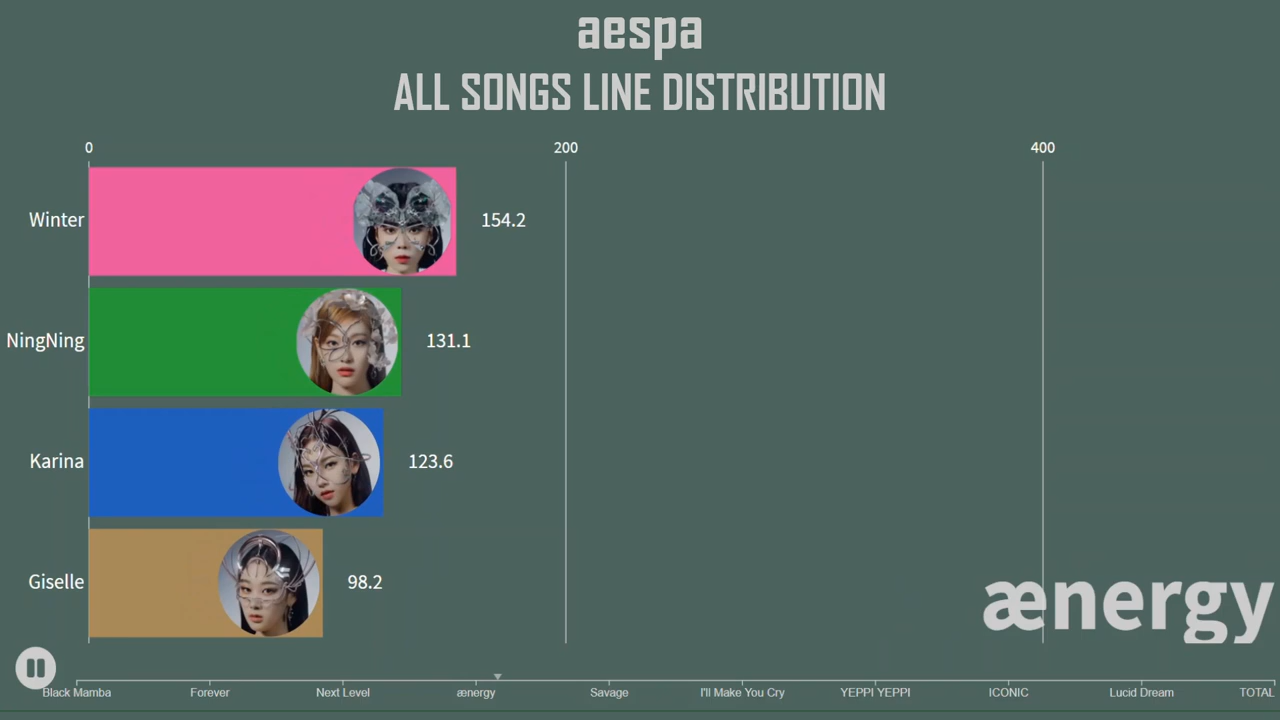 aespa
ALL SONGS LINE DISTRIBUTION
0 200 400
Winter 154.2
NingNing 131.1
Karina 123.6
Giselle 98.2
ænergy
Black Mamba Forever Next Level ænergy Savage I'll Make You Cry YEPPI YEPPI ICONIC Lucid Dream TOTAL